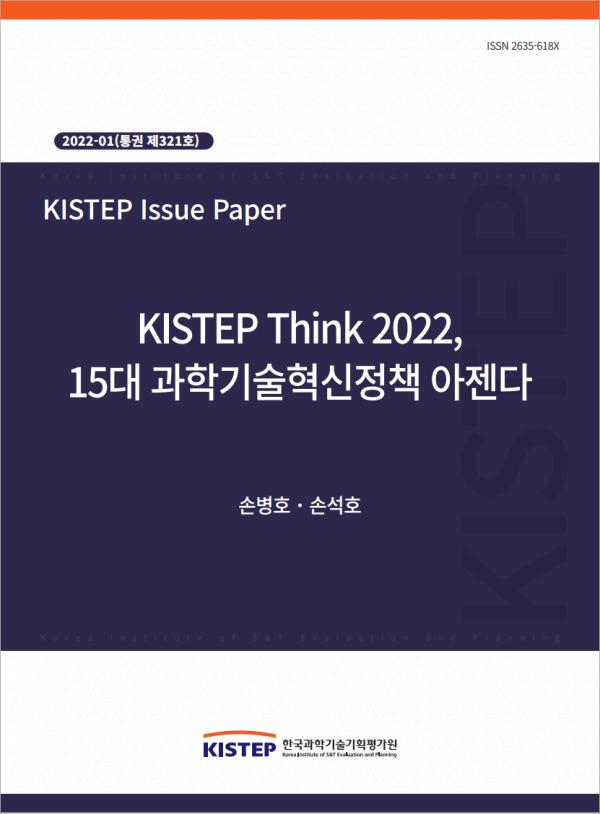 ISSN 2635-618X
2022-01(통권 제321호)
Korea Institute of S&T Evaluation and Planning
KISTEP Issue Paper
KISTEP
KISTEP Think 2022,
15대 과학기술혁신정책 아젠다
손병호 · 손석호
Korea Institute of S&T Evaluation and Planning
KISTEP 한국과학기술기획평가원
Korea Institute of S&T Evaluation and Planning